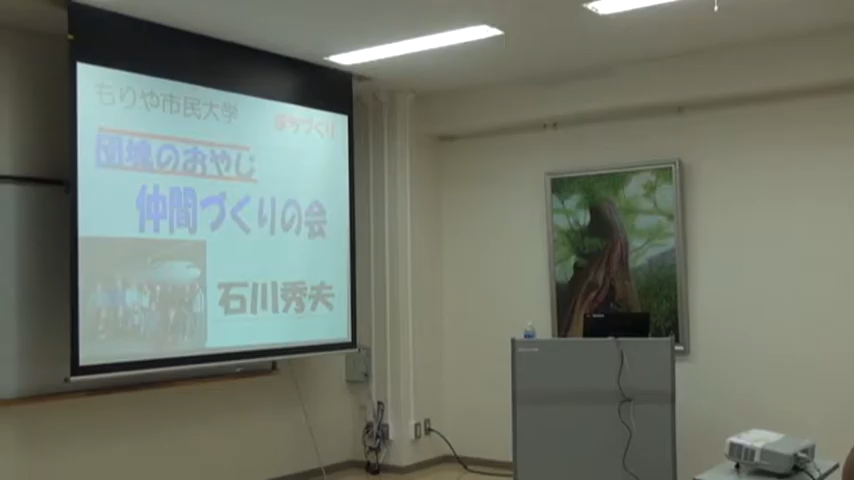 もりや市民大学
まちづくり
団塊のおやじ
仲間づくりの会
石川秀夫